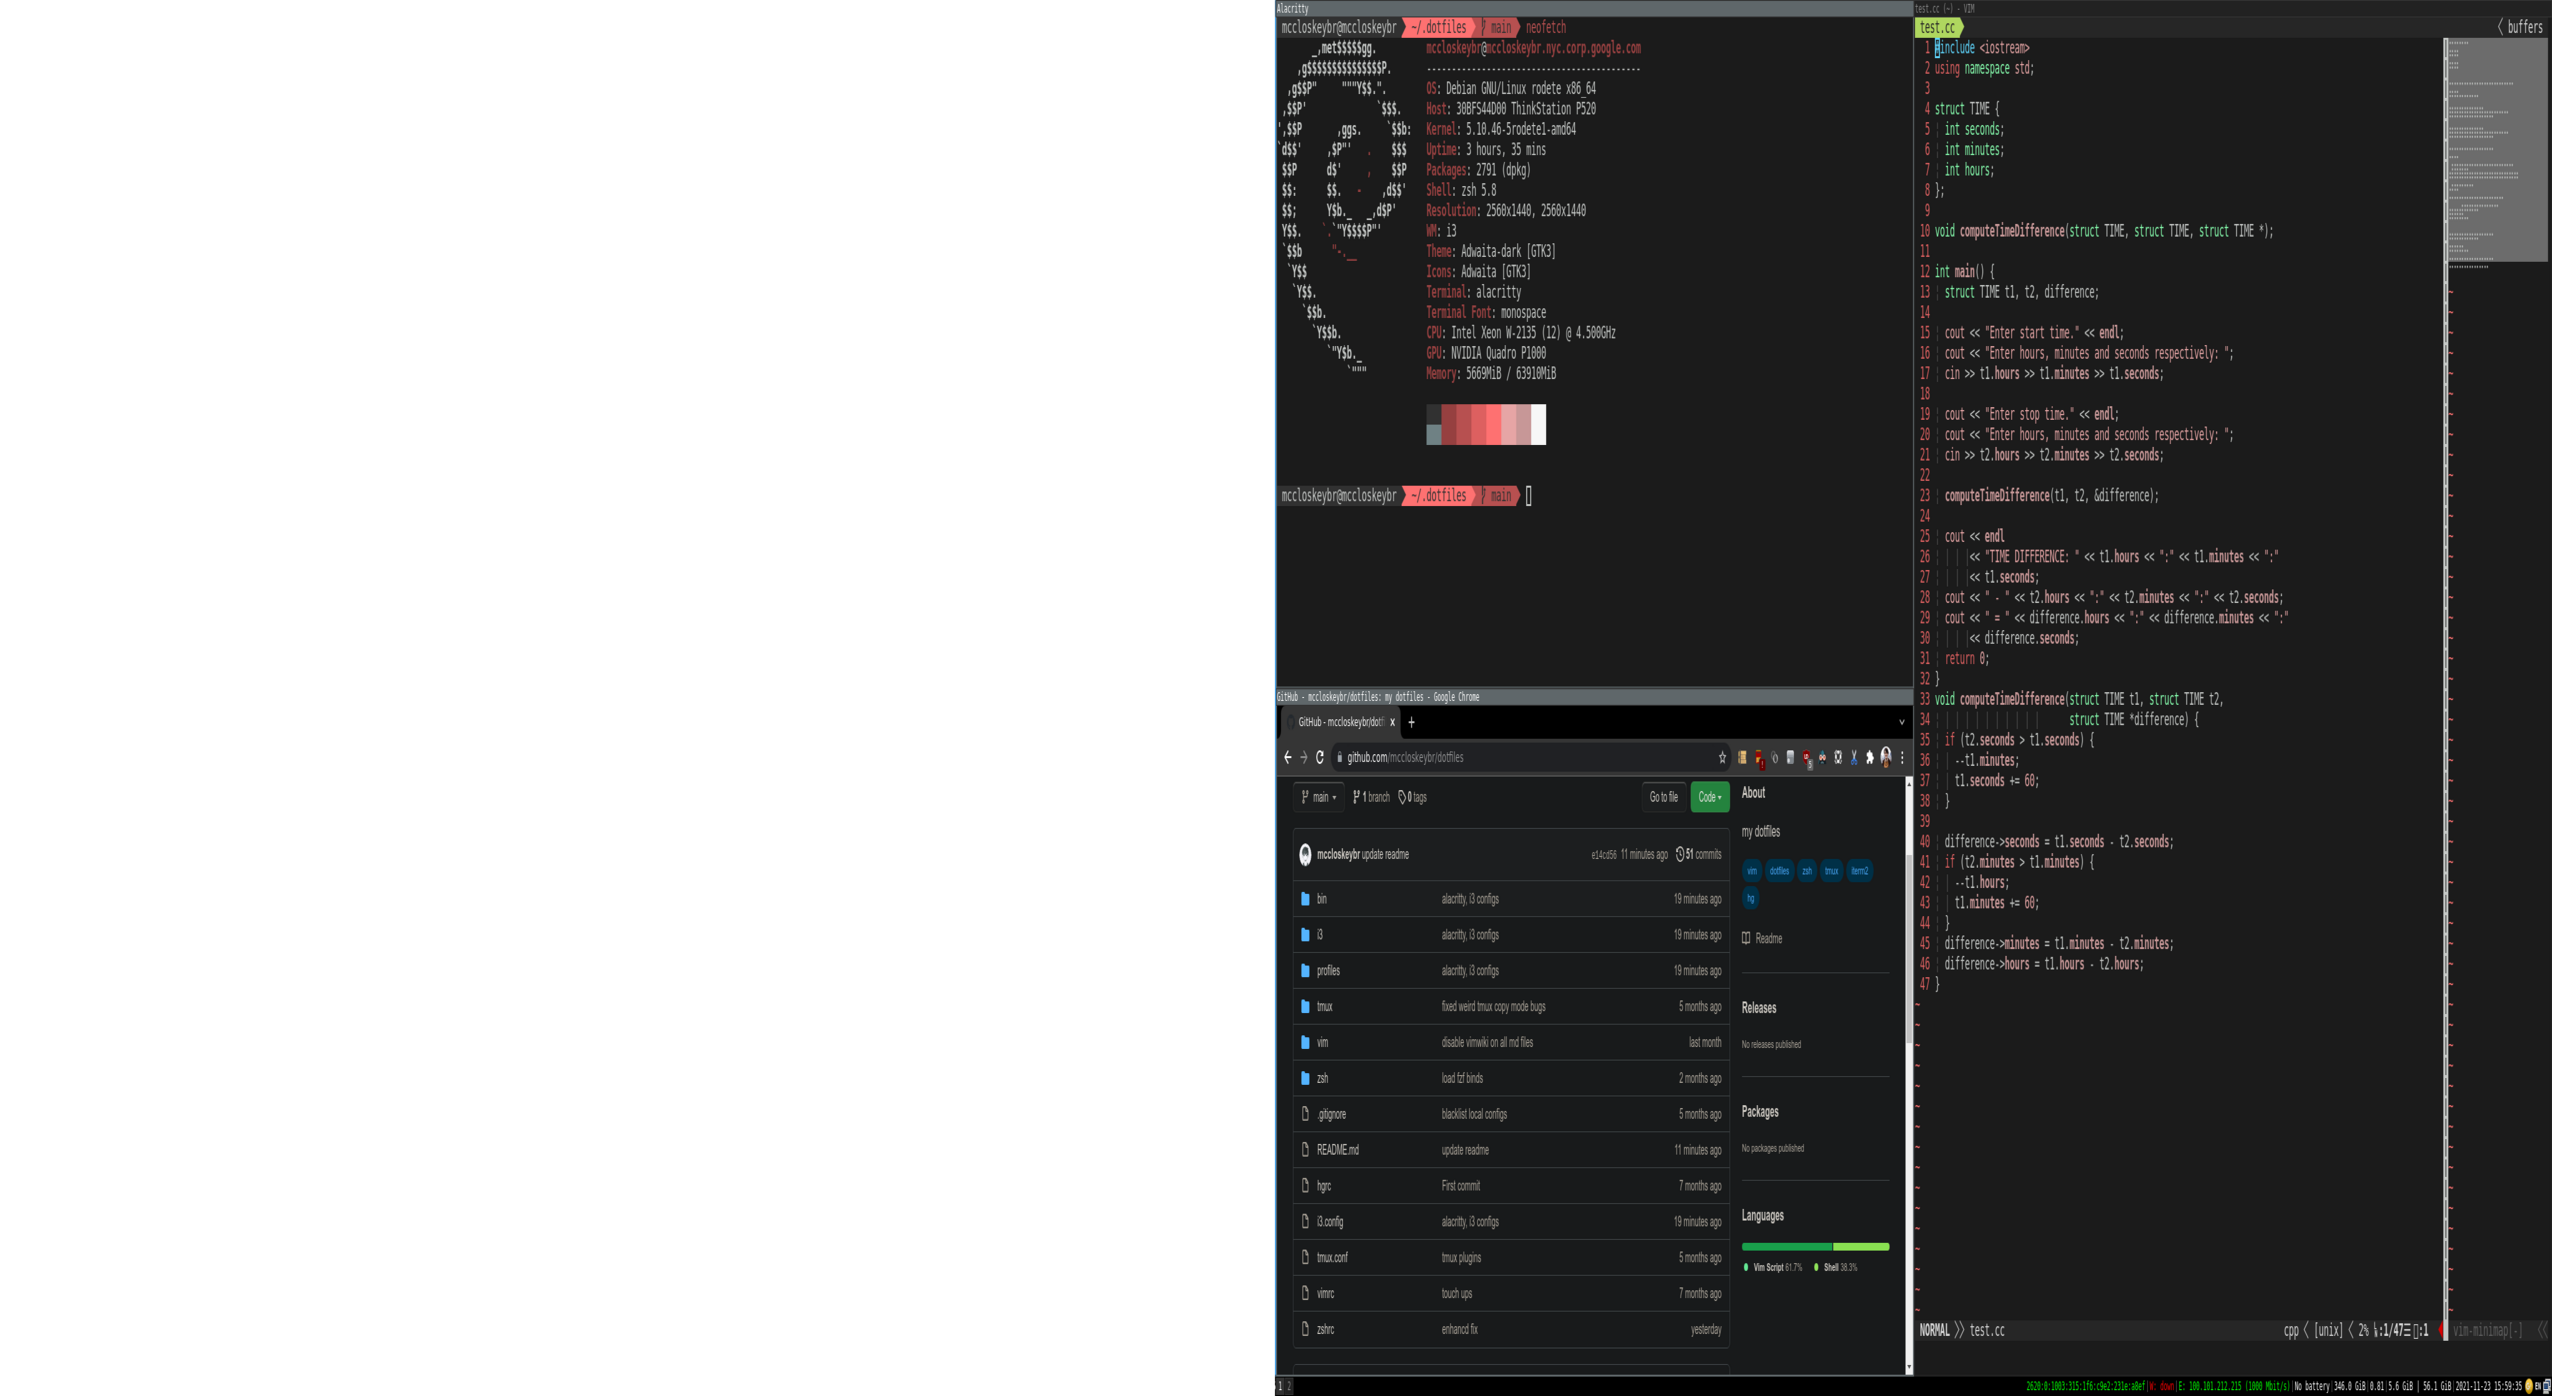 Alacritty
mccloskeybr@mccloskeybr ~/.dotfiles main neofetch
_,met$$$$$gg.
,g$$$$$$$$$$$$$$$P.
,g$$P" """Y$$.".
,$$P' `$$$.
',$$P ,ggs. `$$b:
`d$$' ,$P"' . $$$
$$P d$' , $$P
$$: $$. - ,d$$'
$$; Y$b._ _,d$P'
Y$$. `.`"Y$$$$P"'
`$$b "-.__
`Y$$
`Y$$.
`$$b.
`Y$$b.
`"Y$b._
`"""
mccloskeybr@mccloskeybr.nyc.corp.google.com
-------------------------------------------
OS: Debian GNU/Linux rodete x86_64
Host: 30BFS44D00 ThinkStation P520
Kernel: 5.10.46-5rodete1-amd64
Uptime: 3 hours, 35 mins
Packages: 2791 (dpkg)
Shell: zsh 5.8
Resolution: 2560x1440, 2560x1440
WM: i3
Theme: Adwaita-dark [GTK3]
Icons: Adwaita [GTK3]
Terminal: alacritty
Terminal Font: monospace
CPU: Intel Xeon W-2135 (12) @ 4.500GHz
GPU: NVIDIA Quadro P1000
Memory: 5669MiB / 63910MiB
mccloskeybr@mccloskeybr ~/.dotfiles main
GitHub - mccloskeybr/dotfiles: my dotfiles - Google Chrome
GitHub - mccloskeybr/dotf
github.com/mccloskeybr/dotfiles
main 1 branch 0 tags Go to file Code
mccloskeybr update readme e14cd56 11 minutes ago 51 commits
bin alacritty, i3 configs 19 minutes ago
i3 alacritty, i3 configs 19 minutes ago
profiles alacritty, i3 configs 19 minutes ago
tmux fixed weird tmux copy mode bugs 5 months ago
vim disable vimwiki on all md files last month
zsh load fzf binds 2 months ago
.gitignore blacklist local configs 5 months ago
README.md update readme 11 minutes ago
hgrc First commit 7 months ago
i3.config alacritty, i3 configs 19 minutes ago
tmux.conf tmux plugins 5 months ago
vimrc touch ups 7 months ago
zshrc enhancd fix yesterday
About
my dotfiles
vim dotfiles zsh tmux iterm2
hg
Readme
Releases
No releases published
Packages
No packages published
Languages
Vim Script 61.7% Shell 38.3%
test.cc (~) - VIM
test.cc buffers
1 #include <iostream>
2 using namespace std;
3
4 struct TIME {
5 int seconds;
6 int minutes;
7 int hours;
8 };
9
10 void computeTimeDifference(struct TIME, struct TIME, struct TIME *);
11
12 int main() {
13 struct TIME t1, t2, difference;
14
15 cout << "Enter start time." << endl;
16 cout << "Enter hours, minutes and seconds respectively: ";
17 cin >> t1.hours >> t1.minutes >> t1.seconds;
18
19 cout << "Enter stop time." << endl;
20 cout << "Enter hours, minutes and seconds respectively: ";
21 cin >> t2.hours >> t2.minutes >> t2.seconds;
22
23 computeTimeDifference(t1, t2, &difference);
24
25 cout << endl
26 << "TIME DIFFERENCE: " << t1.hours << ":" << t1.minutes << ":"
27 << t1.seconds;
28 cout << " - " << t2.hours << ":" << t2.minutes << ":" << t2.seconds;
29 cout << " = " << difference.hours << ":" << difference.minutes << ":"
30 << difference.seconds;
31 return 0;
32 }
33 void computeTimeDifference(struct TIME t1, struct TIME t2,
34 struct TIME *difference) {
35 if (t2.seconds > t1.seconds) {
36 --t1.minutes;
37 t1.seconds += 60;
38 }
39
40 difference->seconds = t1.seconds - t2.seconds;
41 if (t2.minutes > t1.minutes) {
42 --t1.hours;
43 t1.minutes += 60;
44 }
45 difference->minutes = t1.minutes - t2.minutes;
46 difference->hours = t1.hours - t2.hours;
47 }
NORMAL test.cc cpp [unix] 2% :1/47 :1 vim-minimap[-]
1 2 2620:0:1003:315:1f6:c9e2:231e:a0ef|W: down|E: 100.101.212.215 (1000 Mbit/s)|No battery|346.0 GiB|0.81|5.6 GiB | 56.1 GiB|2021-11-23 15:59:35 EN